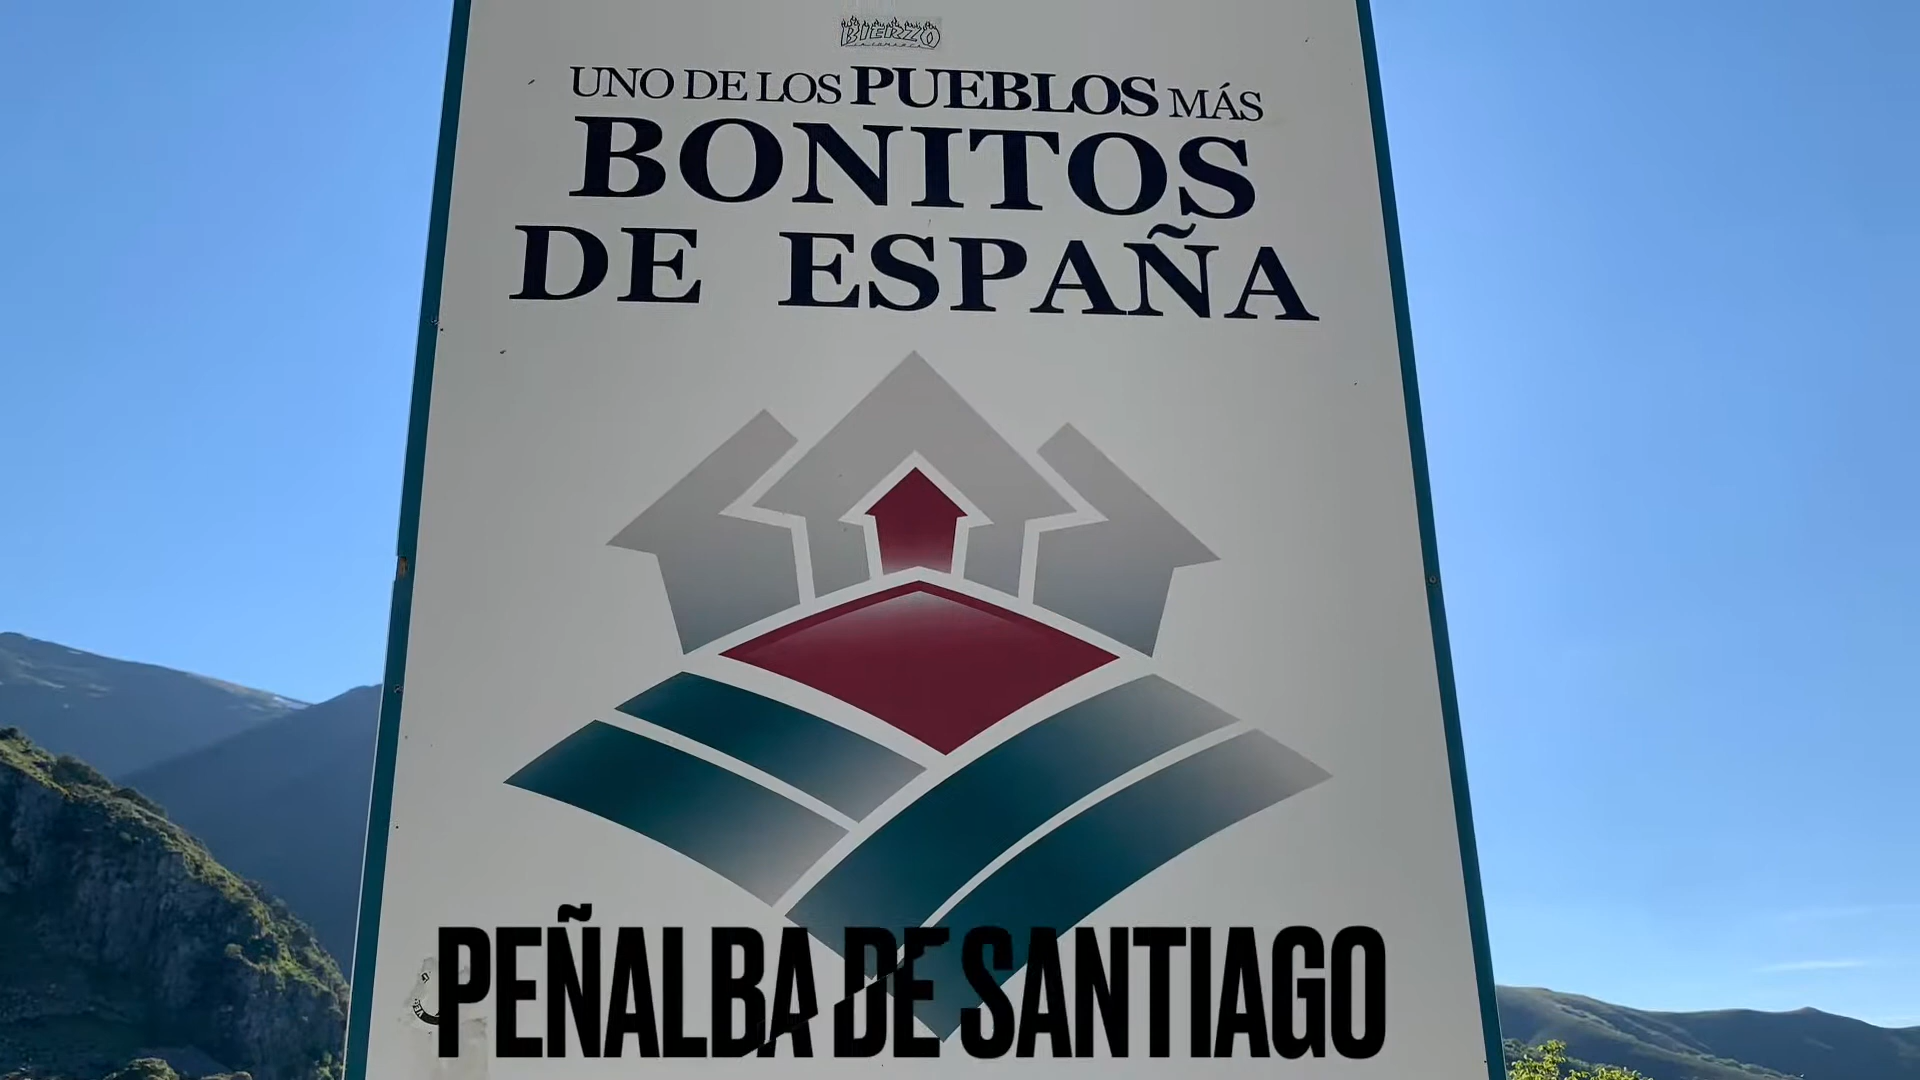 BIERZO
UNO DE LOS PUEBLOS MÁS
BONITOS
DE ESPAÑA
PEÑALBA DE SANTIAGO